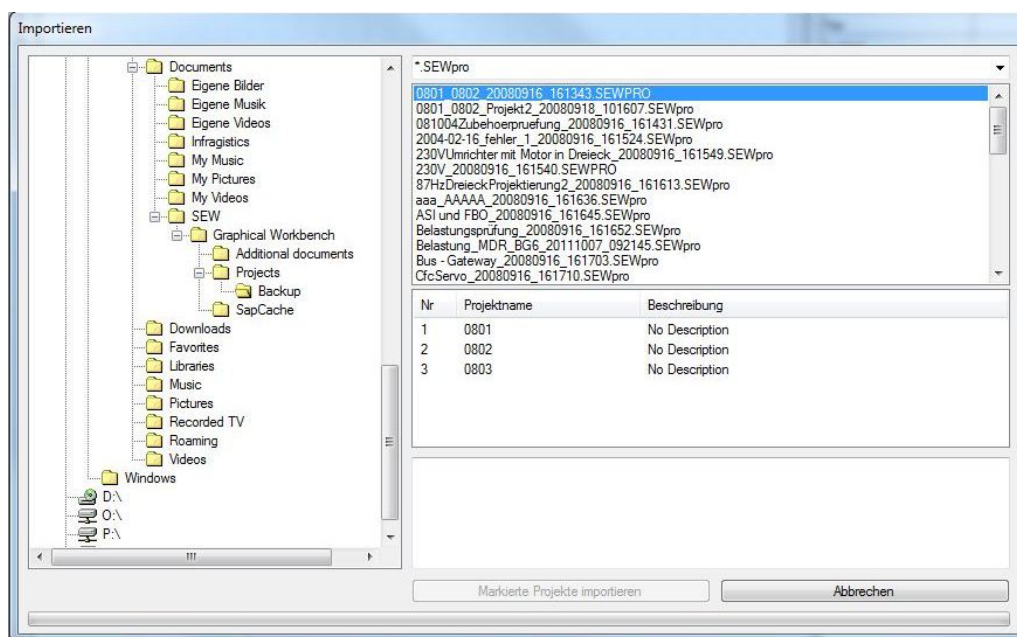 Importieren
Documents
Eigene Bilder
Eigene Musik
Eigene Videos
Infragistics
My Music
My Pictures
My Videos
SEW
Graphical Workbench
Additional documents
Projects
Backup
SapCache
Downloads
Favorites
Libraries
Music
Pictures
Recorded TV
Roaming
Videos
Windows
D:\
O:\
P:\
*.SEWpro
0801_0802_20080916_161343.SEWPRO
0801_0802_Projekt2_20080918_101607.SEWpro
081004Zubehoerpruefung_20080916_161431.SEWpro
2004-02-16_fehler_1_20080916_161524.SEWpro
230VUmrichter mit Motor in Dreieck_20080916_161549.SEWpro
230V_20080916_161540.SEWPRO
87HzDreieckProjektierung2_20080916_161613.SEWpro
aaa_AAAAA_20080916_161636.SEWpro
ASI und FBO_20080916_161645.SEWpro
Belastungsprüfung_20080916_161652.SEWpro
Belastung_MDR_BG6_20111007_092145.SEWpro
Bus - Gateway_20080916_161703.SEWpro
CfcServo_20080916_161710.SEWpro
Nr Projektname Beschreibung
1 0801 No Description
2 0802 No Description
3 0803 No Description
Markierte Projekte importieren
Abbrechen